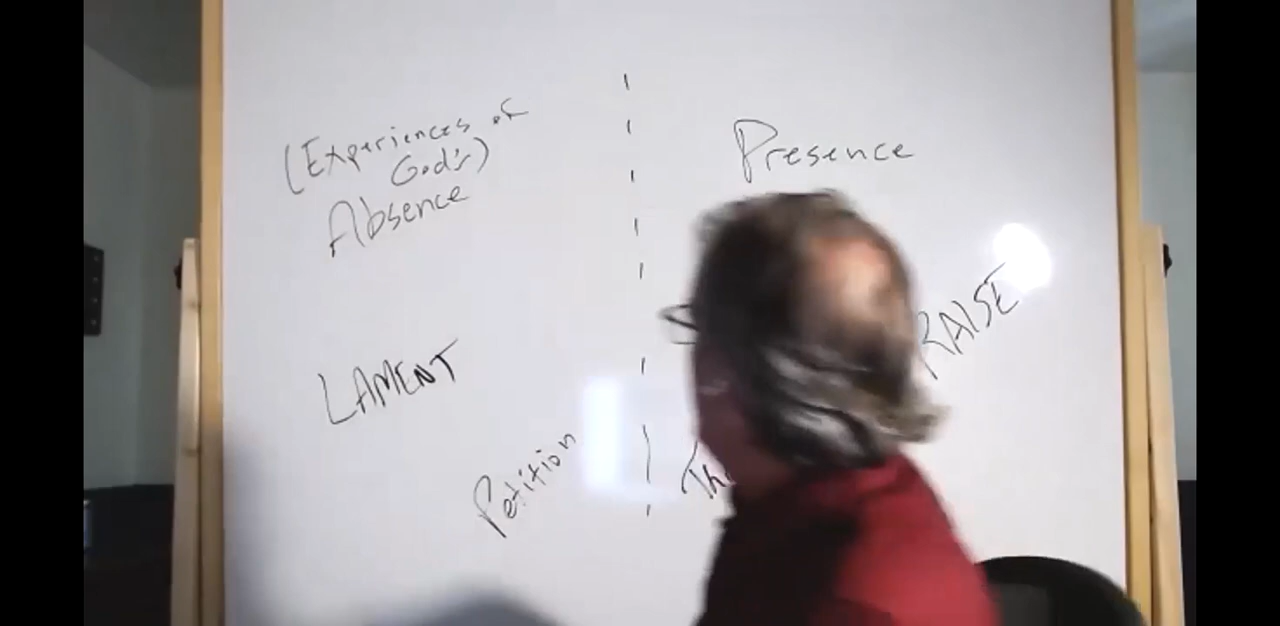 (Experiences of
God's)
Absence
Presence
LAMENT
RAISE
Petition
Th